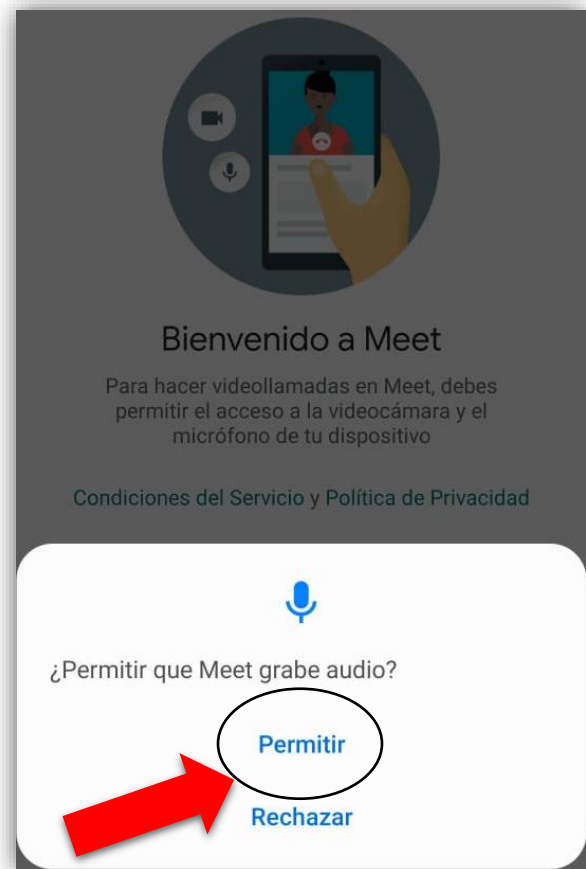 Bienvenido a Meet
Para hacer videollamadas en Meet, debes
permitir el acceso a la videocámara y el
micrófono de tu dispositivo
Condiciones del Servicio y Política de Privacidad
¿Permitir que Meet grabe audio?
Permitir
Rechazar